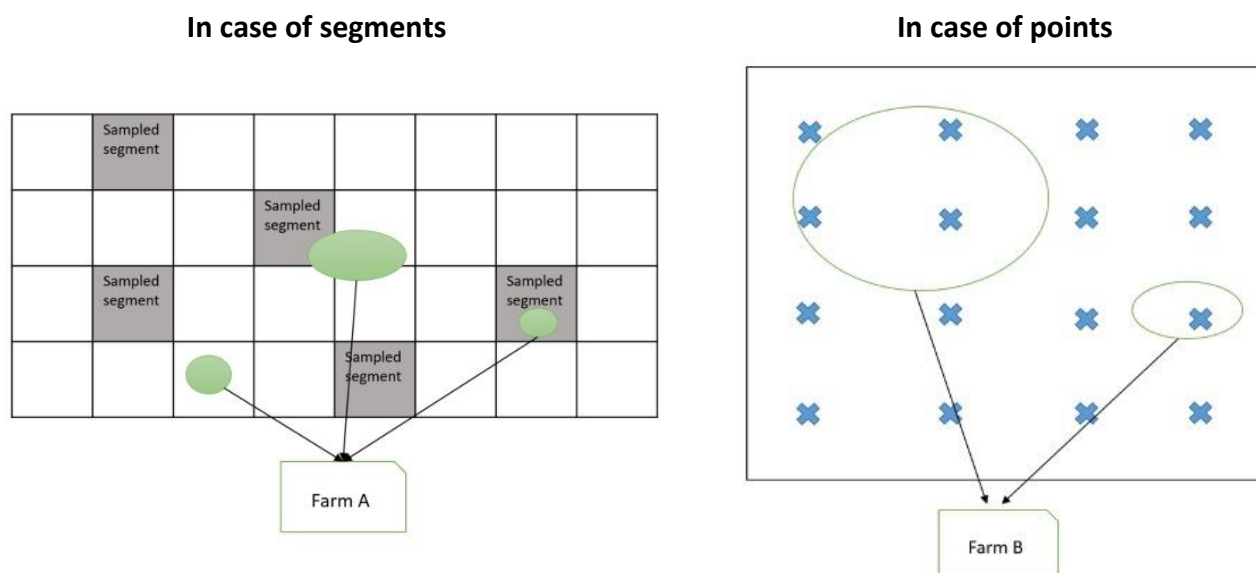 In case of segments
In case of points
Sampled
segment
Sampled
segment
Sampled
segment
Sampled
segment
Sampled
segment
Farm A
Farm B